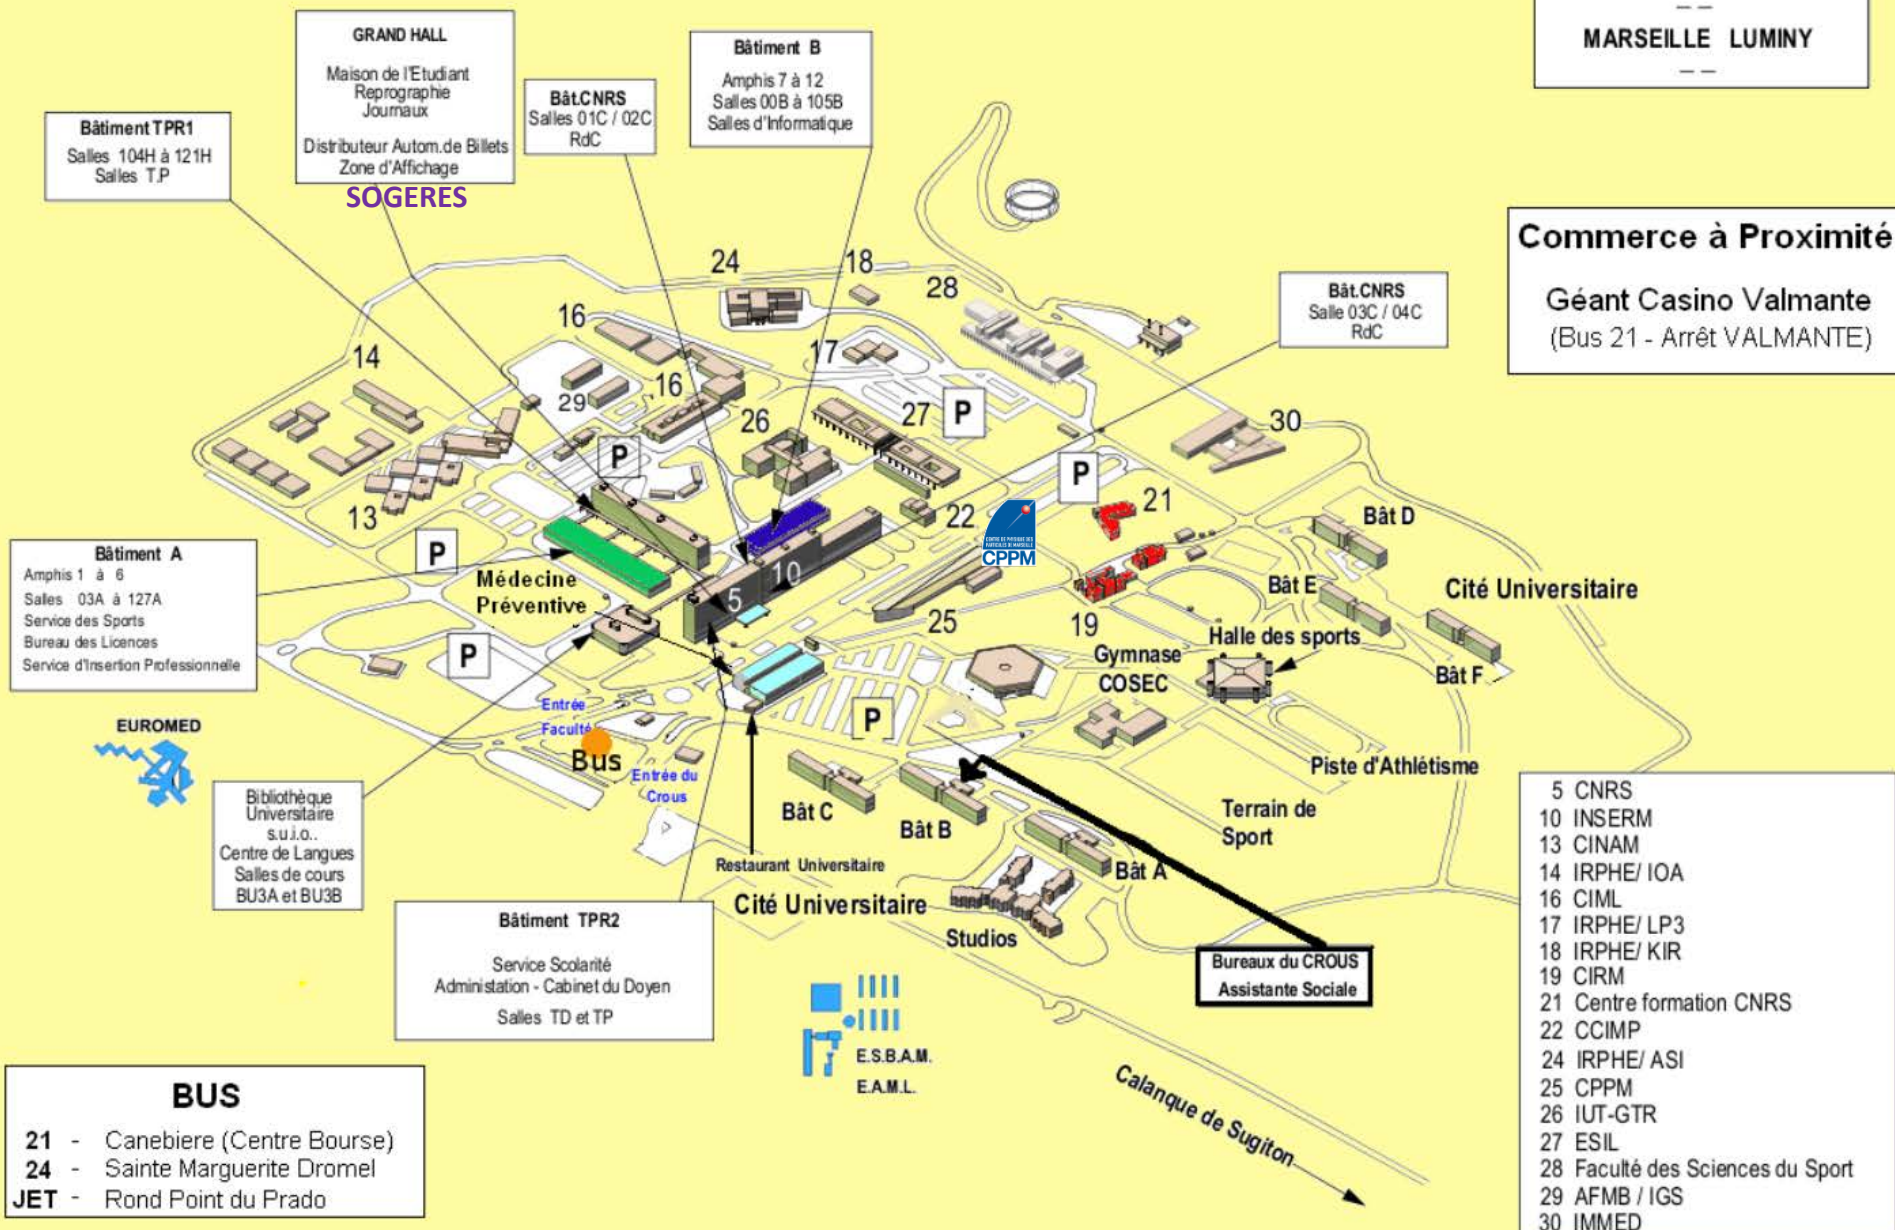 MARSEILLE LUMINY
GRAND HALL
Maison de l'Etudiant
Reprographie
Journaux
Distributeur Autom.de Billets
Zone d'Affichage
SOGERES
Bâtiment B
Amphis 7 à 12
Salles 00B à 105B
Salles d'Informatique
Bât.CNRS
Salles 01C / 02C
RdC
Bâtiment TPR1
Salles 104H à 121H
Salles T.P
Commerce à Proximité
Géant Casino Valmante
(Bus 21 - Arrêt VALMANTE)
Bât.CNRS
Salle 03C / 04C
RdC
24
18
28
16
14
17
16
29
26
27
P
30
P
P
21
13
22
CPPM
Bât D
P
Bâtiment A
Amphis 1 à 6
Salles 03A à 127A
Service des Sports
Bureau des Licences
Service d'Insertion Professionnelle
Médecine
Préventive
10
5
Bât E
Cité Universitaire
25
19
Halle des sports
P
Gymnase
COSEC
Bât F
Entrée
Faculté
Bus
P
EUROMED
Entrée du
Crous
Piste d'Athlétisme
Bibliothèque
Universitaire
s.u.i.o..
Centre de Langues
Salles de cours
BU3A et BU3B
Bât C
Bât B
Terrain de
Sport
P
Restaurant Universitaire
Bât A
Cité Universitaire
Studios
Bâtiment TPR2
Service Scolarité
Administation - Cabinet du Doyen
Salles TD et TP
Bureaux du CROUS
Assistante Sociale
E.S.B.A.M.
E.A.M.L.
Calanque de Sugiton
BUS
21 - Canebiere (Centre Bourse)
24 - Sainte Marguerite Dromel
JET - Rond Point du Prado
5 CNRS
10 INSERM
13 CINAM
14 IRPHE/ IOA
16 CIML
17 IRPHE/ LP3
18 IRPHE/ KIR
19 CIRM
21 Centre formation CNRS
22 CCIMP
24 IRPHE/ ASI
25 CPPM
26 IUT-GTR
27 ESIL
28 Faculté des Sciences du Sport
29 AFMB / IGS
30 IMMED